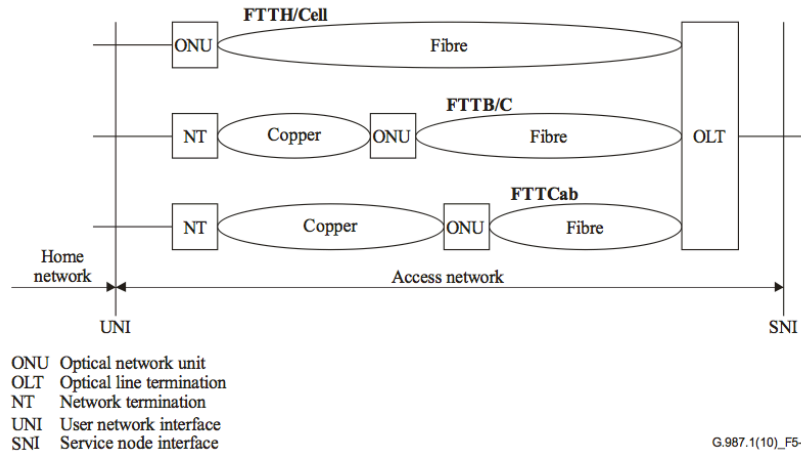 FTTH/Cell
ONU
Fibre
FTTB/C
NT
Copper
ONU
Fibre
OLT
FTTCab
NT
Copper
ONU
Fibre
Home
network
Access network
UNI
SNI
ONU Optical network unit
OLT Optical line termination
NT Network termination
UNI User network interface
SNI Service node interface
G.987.1(10)_F5-